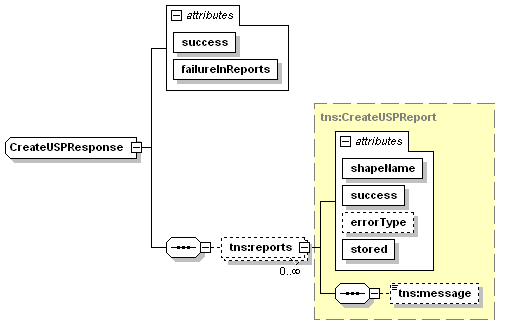 attributes
success
failureInReports
tns:CreateUSPReport
attributes
CreateUSPResponse
shapeName
success
errorType
tns:reports
stored
0..∞
tns:message